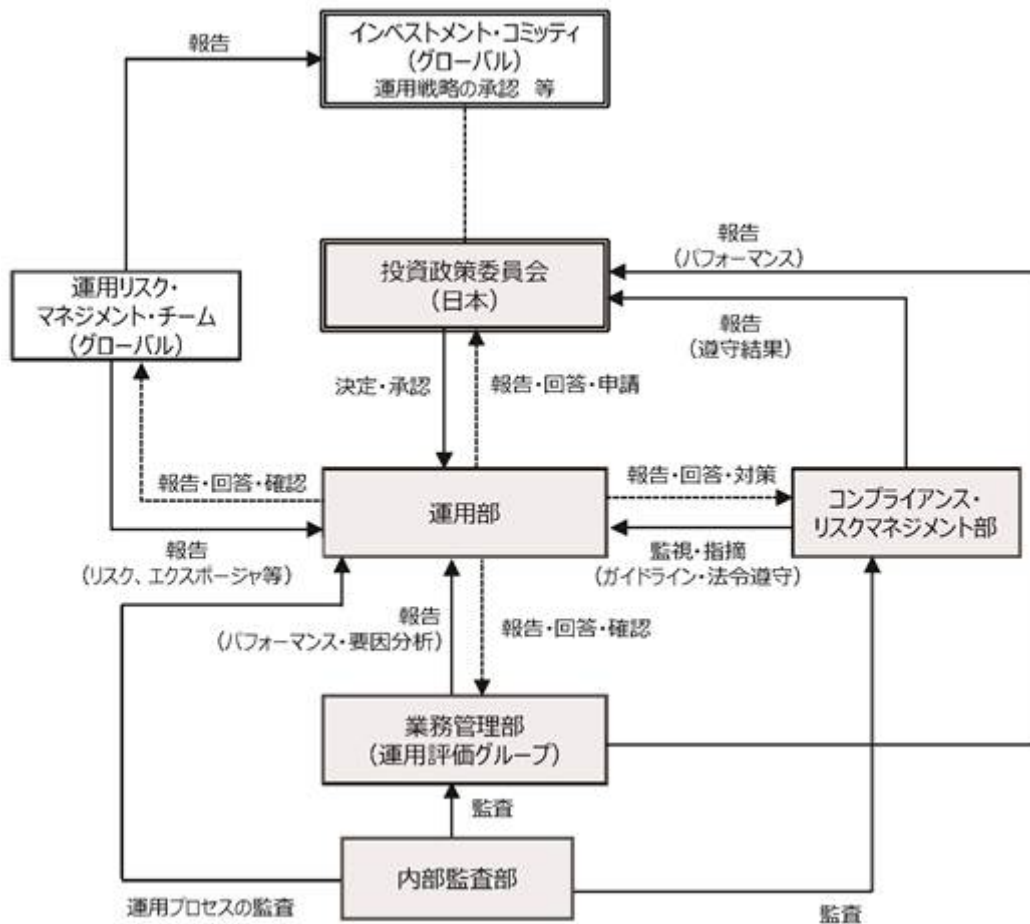 報告
インベストメント・コミッティ
(グローバル)
運用戦略の承認 等
報告
(パフォーマンス)
投資政策委員会
(日本)
運用リスク・
マネジメント・チーム
(グローバル)
報告
(遵守結果)
決定・承認
報告・回答・申請
報告・回答・確認
運用部
報告・回答・対策
コンプライアンス・
リスクマネジメント部
報告
(リスク、エクスポージャ等)
監視・指摘
(ガイドライン・法令遵守)
報告
(パフォーマンス・要因分析)
報告・回答・確認
業務管理部
(運用評価グループ)
監査
内部監査部
運用プロセスの監査
監査